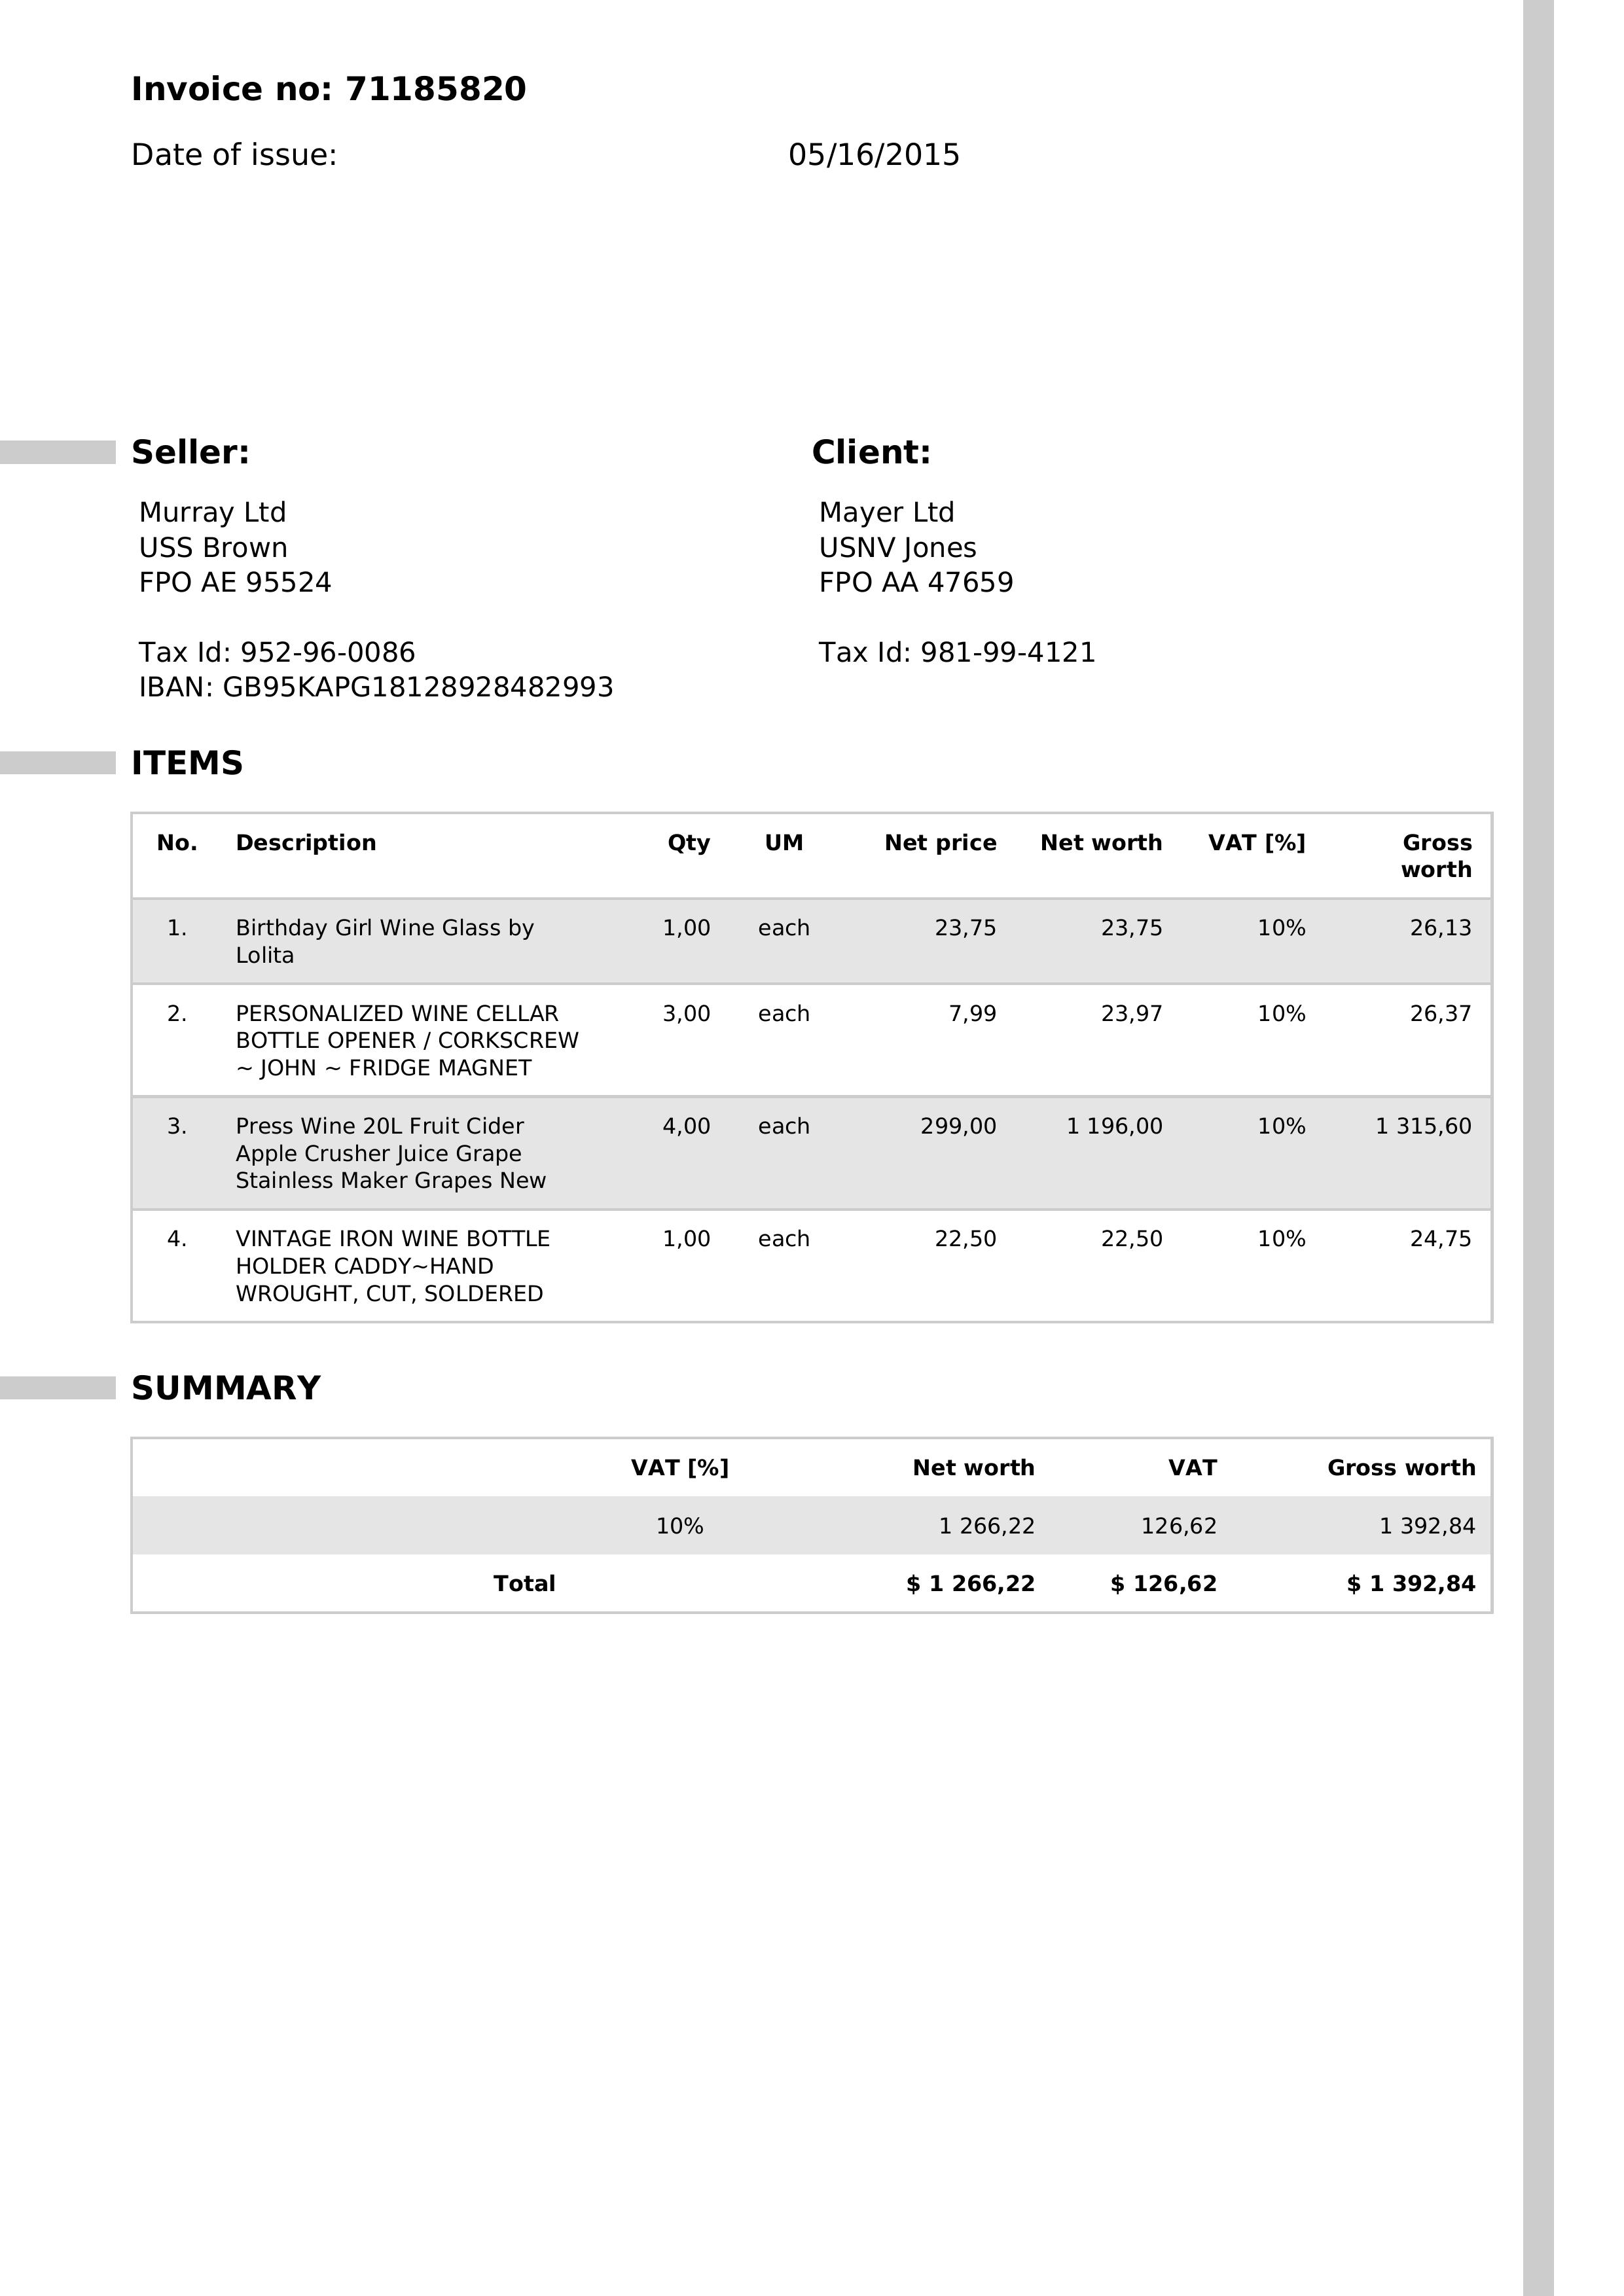 Invoice no: 71185820
Date of issue: 05/16/2015
Seller:
Murray Ltd
USS Brown
FPO AE 95524
Tax Id: 952-96-0086
IBAN: GB95KAPG18128928482993
Client:
Mayer Ltd
USNV Jones
FPO AA 47659
Tax Id: 981-99-4121
ITEMS
No. Description Qty UM Net price Net worth VAT [%] Gross
worth
1. Birthday Girl Wine Glass by 1,00 each 23,75 23,75 10% 26,13
Lolita
2. PERSONALIZED WINE CELLAR 3,00 each 7,99 23,97 10% 26,37
BOTTLE OPENER / CORKSCREW
~ JOHN ~ FRIDGE MAGNET
3. Press Wine 20L Fruit Cider 4,00 each 299,00 1 196,00 10% 1 315,60
Apple Crusher Juice Grape
Stainless Maker Grapes New
4. VINTAGE IRON WINE BOTTLE 1,00 each 22,50 22,50 10% 24,75
HOLDER CADDY~HAND
WROUGHT, CUT, SOLDERED
SUMMARY
VAT [%] Net worth VAT Gross worth
10% 1 266,22 126,62 1 392,84
Total $ 1 266,22 $ 126,62 $ 1 392,84